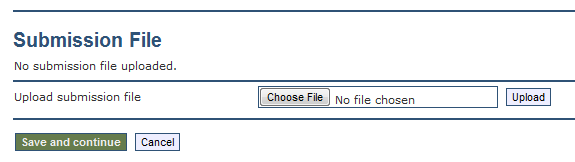 Submission File
No submission file uploaded.
Upload submission file Choose File No file chosen Upload
Save and continue Cancel